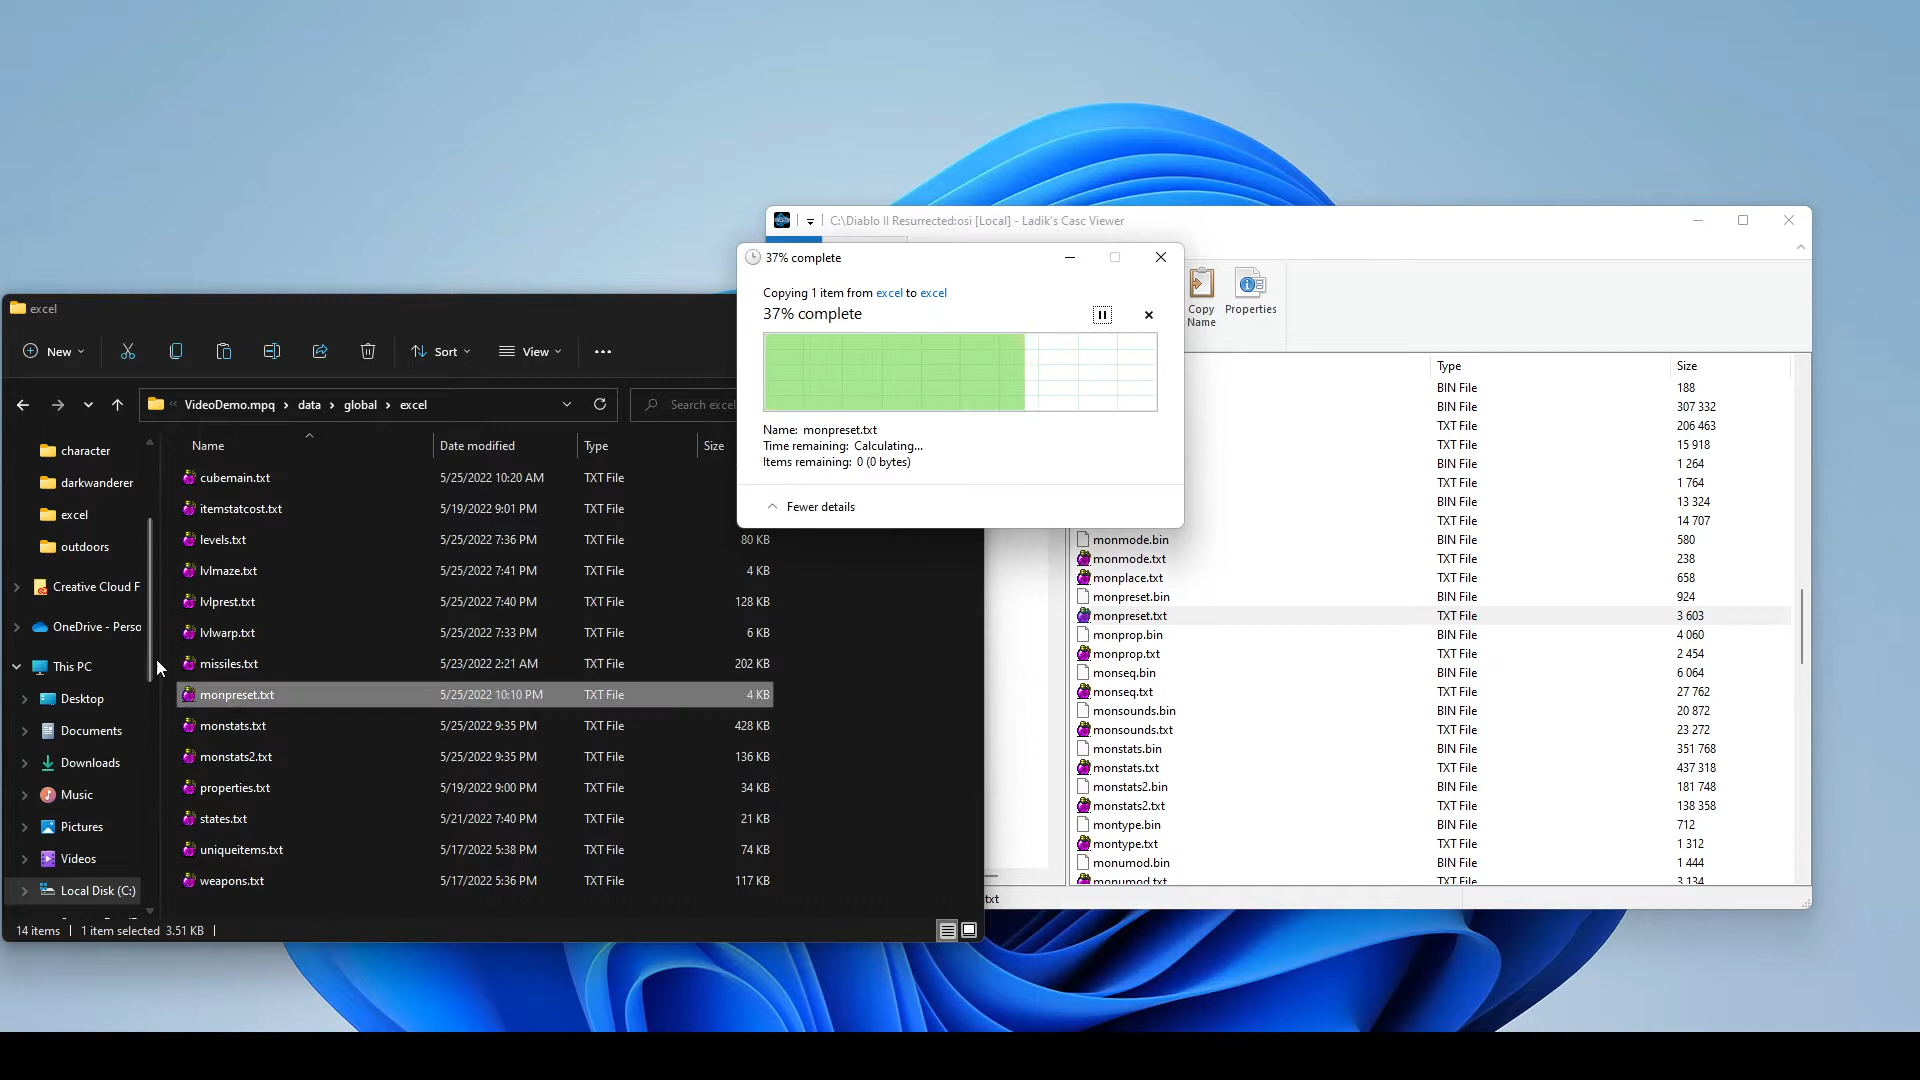 C:\Diablo II Resurrected:osi [Local] - Ladik's Casc Viewer
Copy
Name
Properties
37% complete
Copying 1 item from excel to excel
37% complete
Name: monpreset.txt
Time remaining: Calculating...
Items remaining: 0 (0 bytes)
Fewer details
excel
New
Sort
View
VideoDemo.mpq › data › global › excel
Search excel
character
darkwanderer
excel
outdoors
Creative Cloud F
OneDrive - Perso
This PC
Desktop
Documents
Downloads
Music
Pictures
Videos
Local Disk (C:)
Name Date modified Type Size
cubemain.txt 5/25/2022 10:20 AM TXT File
itemstatcost.txt 5/19/2022 9:01 PM TXT File
levels.txt 5/25/2022 7:36 PM TXT File 80 KB
lvlmaze.txt 5/25/2022 7:41 PM TXT File 4 KB
lvlprest.txt 5/25/2022 7:40 PM TXT File 128 KB
lvlwarp.txt 5/25/2022 7:33 PM TXT File 6 KB
missiles.txt 5/23/2022 2:21 AM TXT File 202 KB
monpreset.txt 5/25/2022 10:10 PM TXT File 4 KB
monstats.txt 5/25/2022 9:35 PM TXT File 428 KB
monstats2.txt 5/25/2022 9:35 PM TXT File 136 KB
properties.txt 5/19/2022 9:00 PM TXT File 34 KB
states.txt 5/21/2022 7:40 PM TXT File 21 KB
uniqueitems.txt 5/17/2022 5:38 PM TXT File 74 KB
weapons.txt 5/17/2022 5:36 PM TXT File 117 KB
14 items | 1 item selected 3.51 KB |
Type Size
BIN File 188
BIN File 307 332
TXT File 206 463
TXT File 15 918
BIN File 1 264
TXT File 1 764
BIN File 13 324
TXT File 14 707
monmode.bin BIN File 580
monmode.txt TXT File 238
monplace.txt TXT File 658
monpreset.bin BIN File 924
monpreset.txt TXT File 3 603
monprop.bin BIN File 4 060
monprop.txt TXT File 2 454
monseq.bin BIN File 6 064
monseq.txt TXT File 27 762
monsounds.bin BIN File 20 872
monsounds.txt TXT File 23 272
monstats.bin BIN File 351 768
monstats.txt TXT File 437 318
monstats2.bin BIN File 181 748
monstats2.txt TXT File 138 358
montype.bin BIN File 712
montype.txt TXT File 1 312
monumod.bin BIN File 1 444
monumod.txt TXT File 3 134
txt